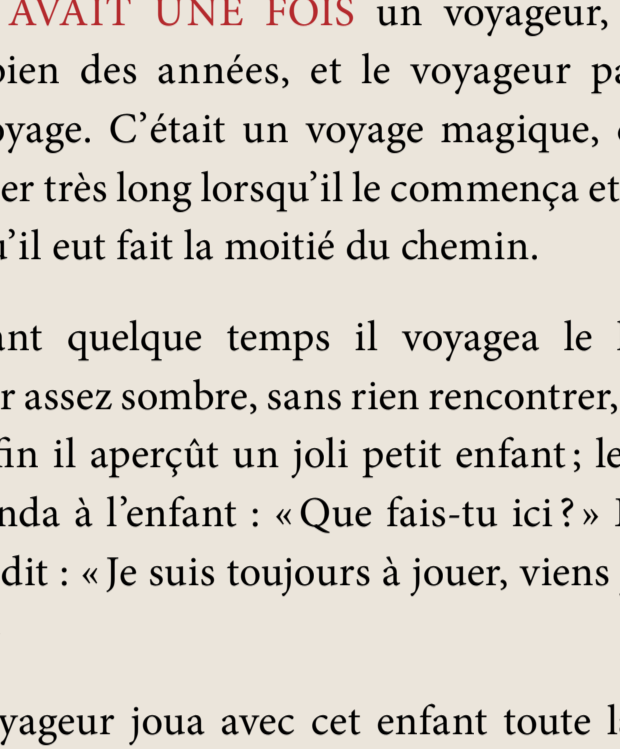 AVAIT UNE FOIS un voyageur,
bien des années, et le voyageur pa
oyage. C’était un voyage magique,
er très long lorsqu’il le commença et
u’il eut fait la moitié du chemin.
ant quelque temps il voyagea le
r assez sombre, sans rien rencontrer,
fin il aperçût un joli petit enfant ; le
nda à l’enfant : « Que fais-tu ici ? »
dit : « Je suis toujours à jouer, viens
yageur joua avec cet enfant toute la